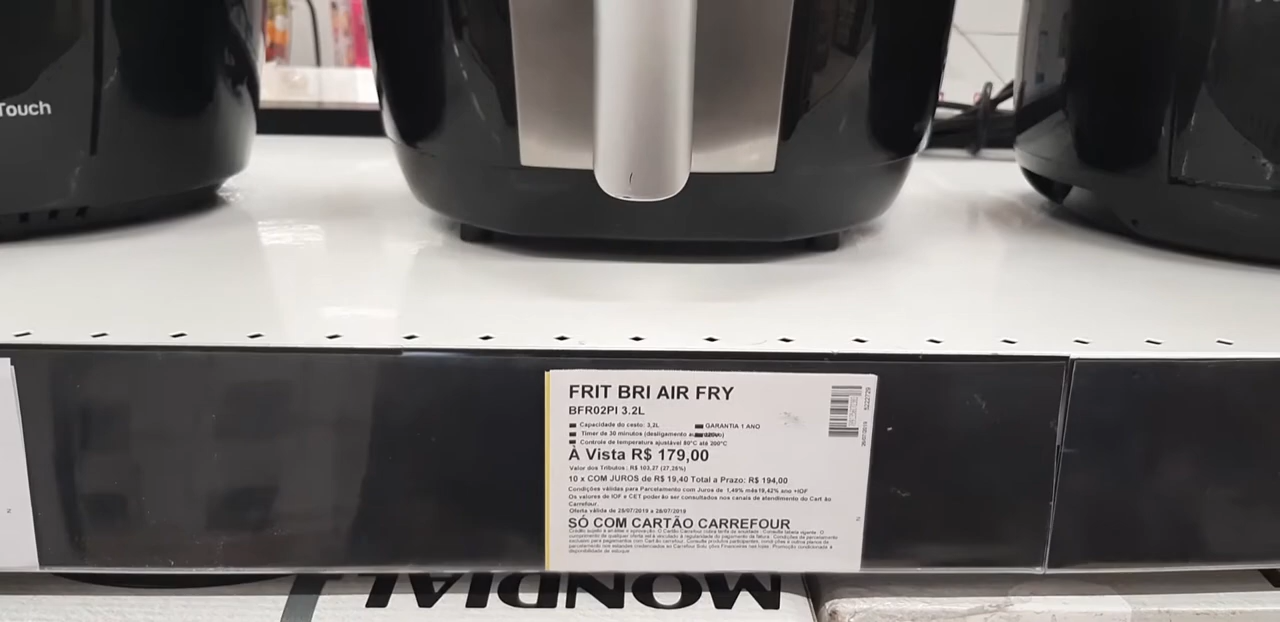 Touch
FRIT BRI AIR FRY
BFR02PI 3.2L
Capacidade do cesto: 3,2L
GARANTIA 1 ANO
Timer de 30 minutos (desligamento
Controle de temperatura ajustável 80°C até 200°C
À Vista R$ 179,00
Valor dos Tributos: R$ 103,27 (27,28%)
10 x COM JUROS de R$ 19,40 Total a Prazo: R$ 194,00
Condições válidas para Parcelamento com Juros de 1,49% mês 19,42% ano +IOF
Os valores de IOF e CET poderão ser consultados nos canais de atendimento do Cart ão
Carrefour.
Oferta válida de 26/07/2019 a 28/07/2019
SÓ COM CARTÃO CARREFOUR
MONDIAL